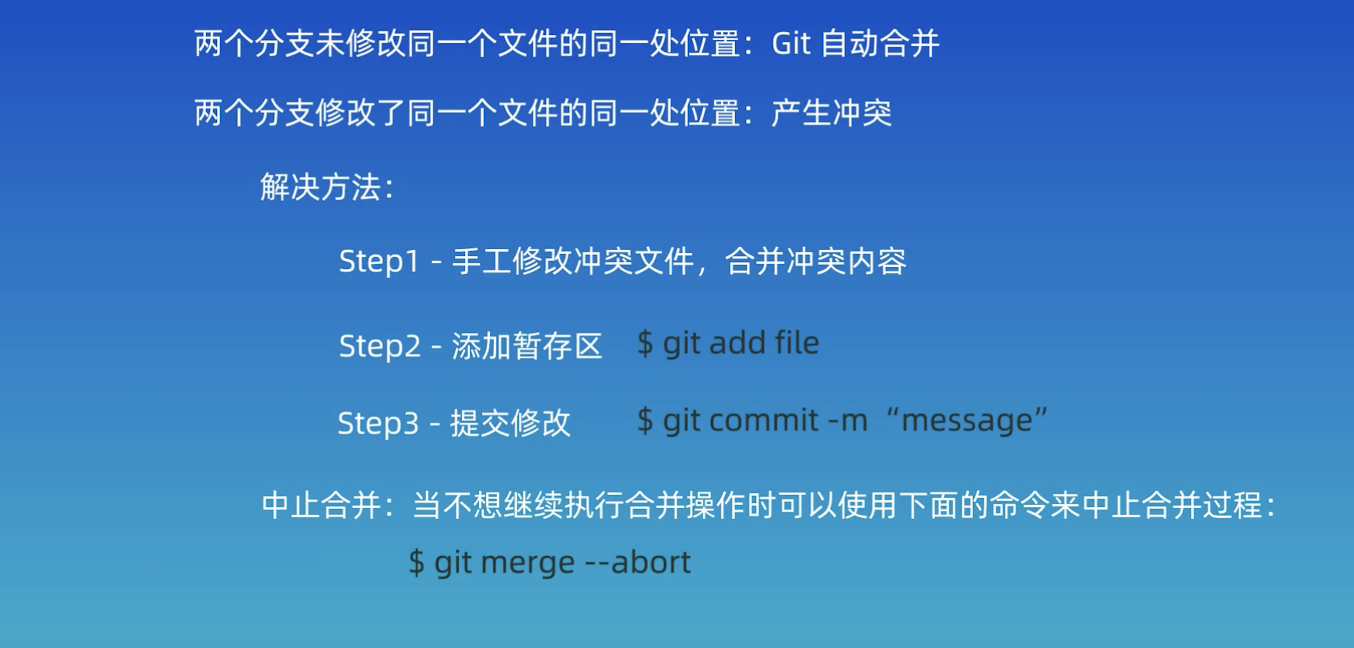 两个分支未修改同一个文件的同一处位置：Git 自动合并
两个分支修改了同一个文件的同一处位置：产生冲突
解决方法：
Step1 - 手工修改冲突文件，合并冲突内容
Step2 - 添加暂存区 $ git add file
Step3 - 提交修改 $ git commit -m “message”
中止合并：当不想继续执行合并操作时可以使用下面的命令来中止合并过程：
$ git merge --abort